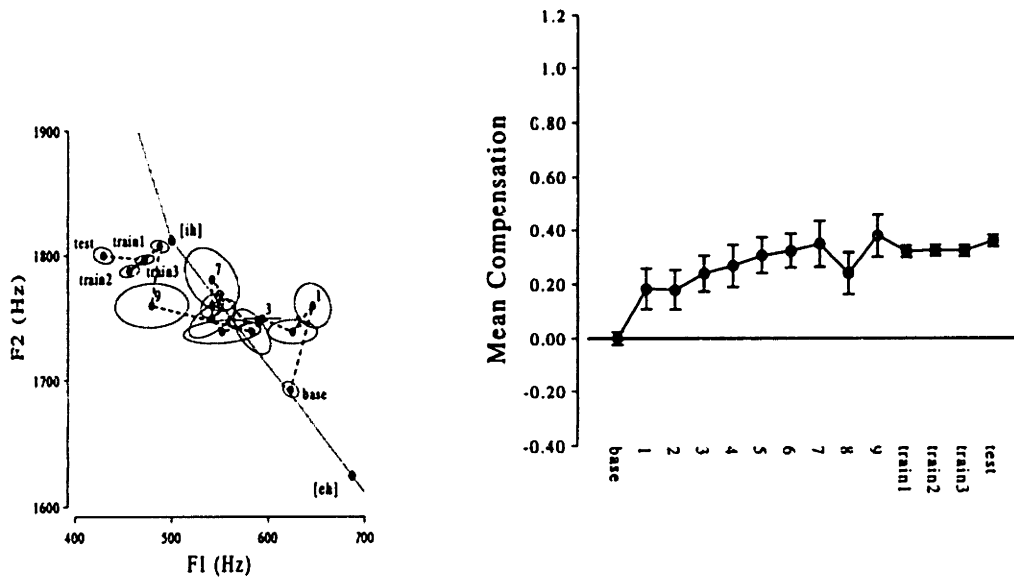 1900
1800
1700
1600
F2 (Hz)
400
500
600
700
F1 (Hz)
[ih]
test
train1
train2
train3
7
9
3
1
base
[eh]
1.2
1.0
0.80
0.60
0.40
0.20
0.00
-0.20
-0.40
Mean Compensation
base
1
2
3
4
5
6
7
8
9
train1
train2
train3
test